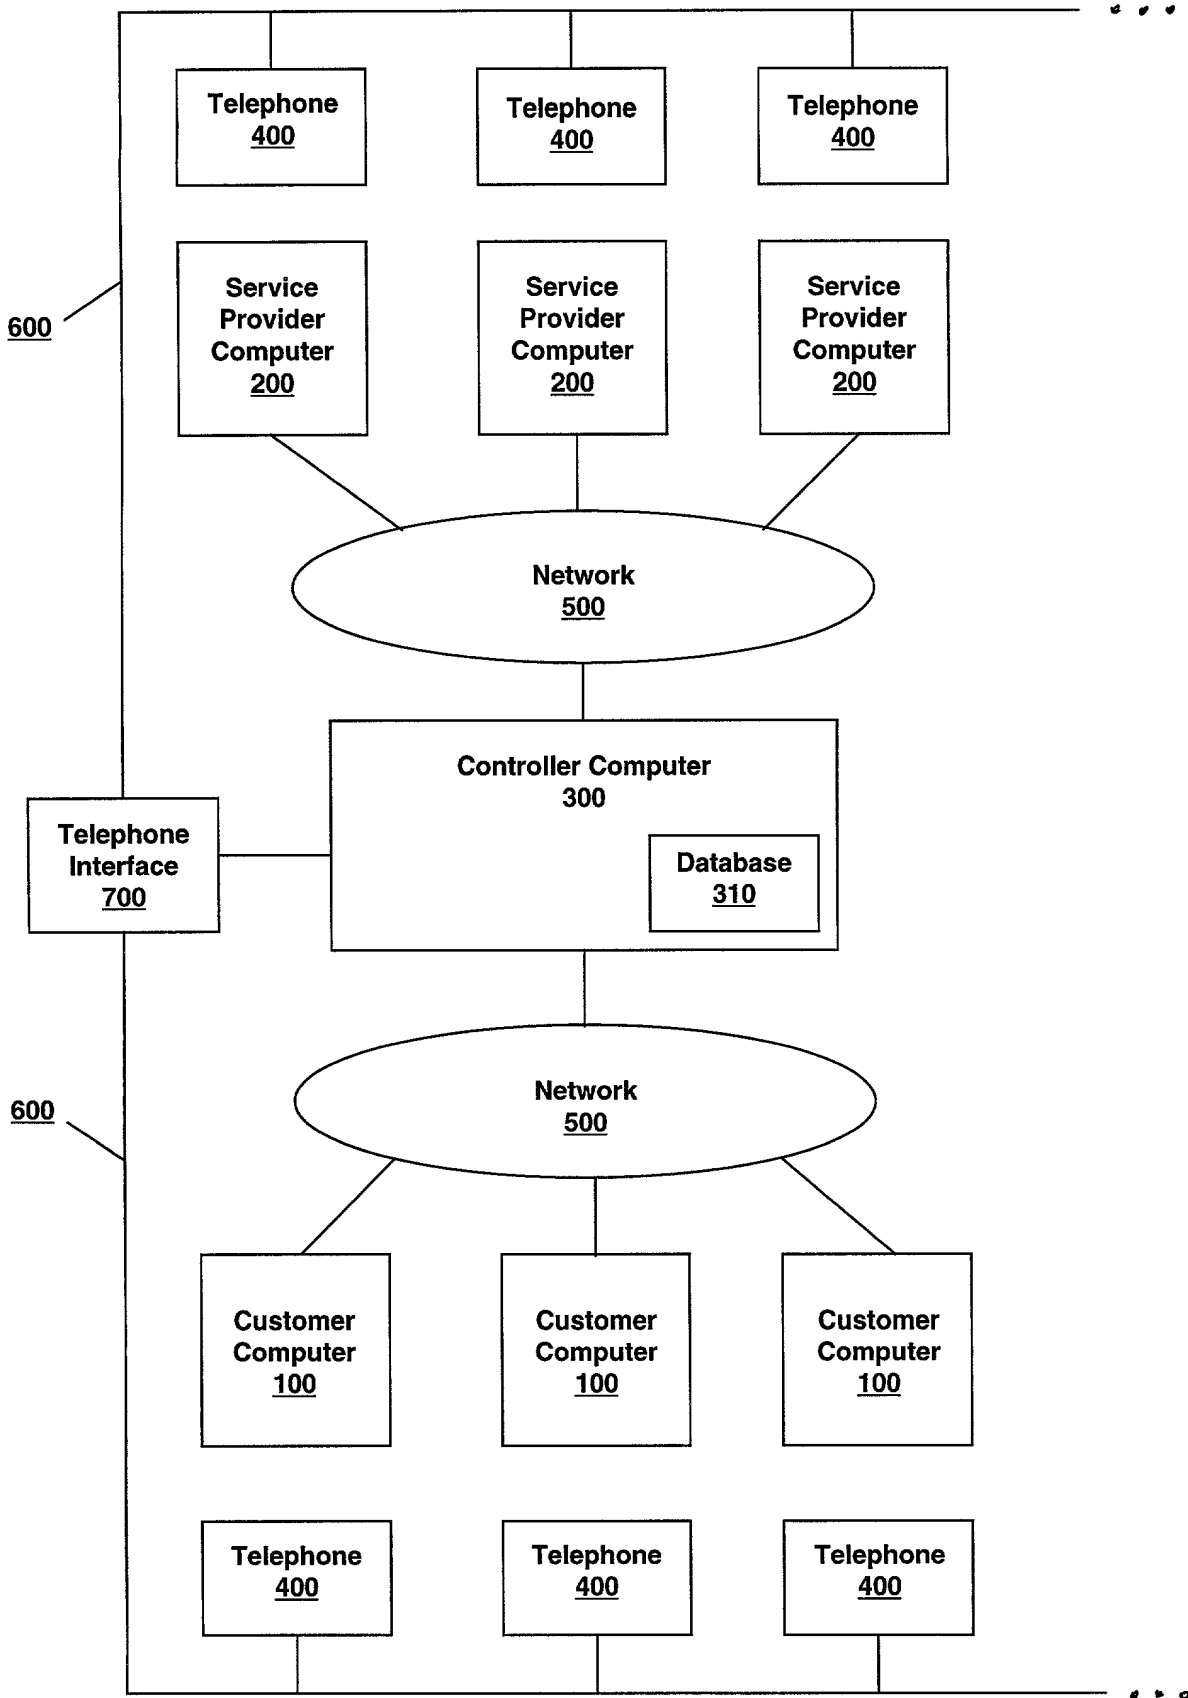 Telephone
400
Telephone
400
Telephone
400
Service
Provider
Computer
200
Service
Provider
Computer
200
Service
Provider
Computer
200
600
Network
500
Controller Computer
300
Telephone
Interface
700
Database
310
600
Network
500
Customer
Computer
100
Customer
Computer
100
Customer
Computer
100
Telephone
400
Telephone
400
Telephone
400